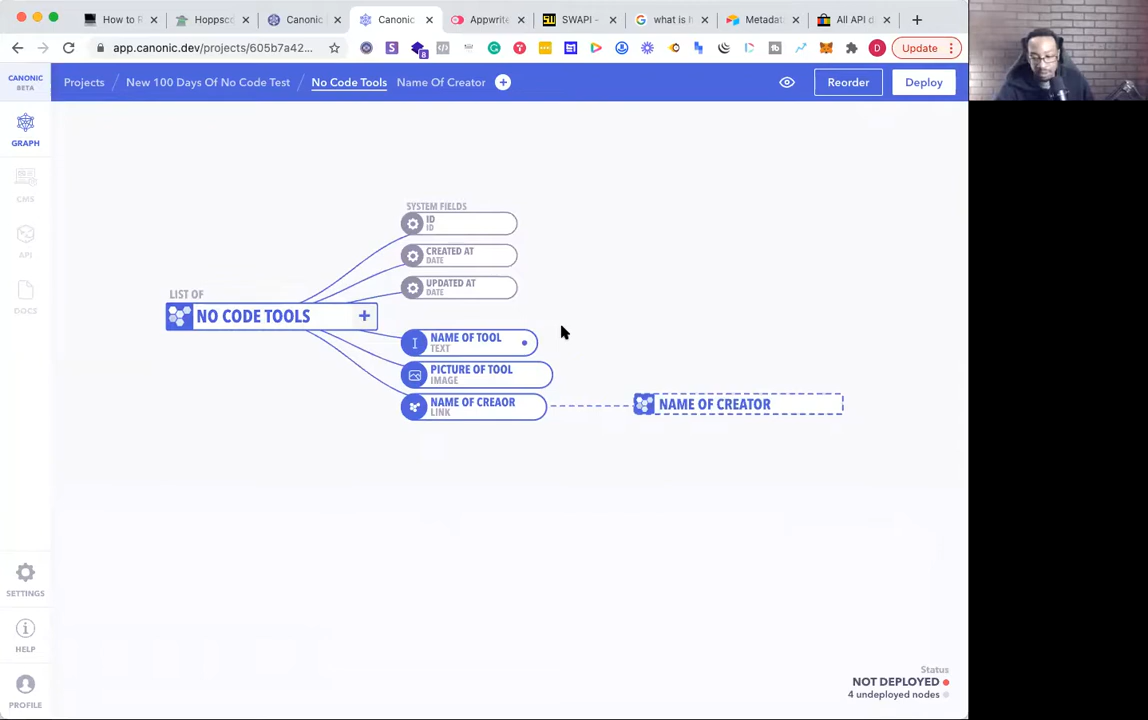 How to R
Hoppsc
Canonic
Canonic
Appwrite
SWAPI -
what is h
Metadat
All API d
app.canonic.dev/projects/605b7a42...
8
D
Update
CANONIC
BETA
Projects / New 100 Days Of No Code Test / No Code Tools Name Of Creator
Reorder
Deploy
GRAPH
CMS
API
DOCS
SYSTEM FIELDS
ID
ID
CREATED AT
DATE
UPDATED AT
DATE
LIST OF
NO CODE TOOLS
NAME OF TOOL
TEXT
PICTURE OF TOOL
IMAGE
NAME OF CREAOR
LINK
NAME OF CREATOR
SETTINGS
HELP
PROFILE
Status
NOT DEPLOYED
4 undeployed nodes